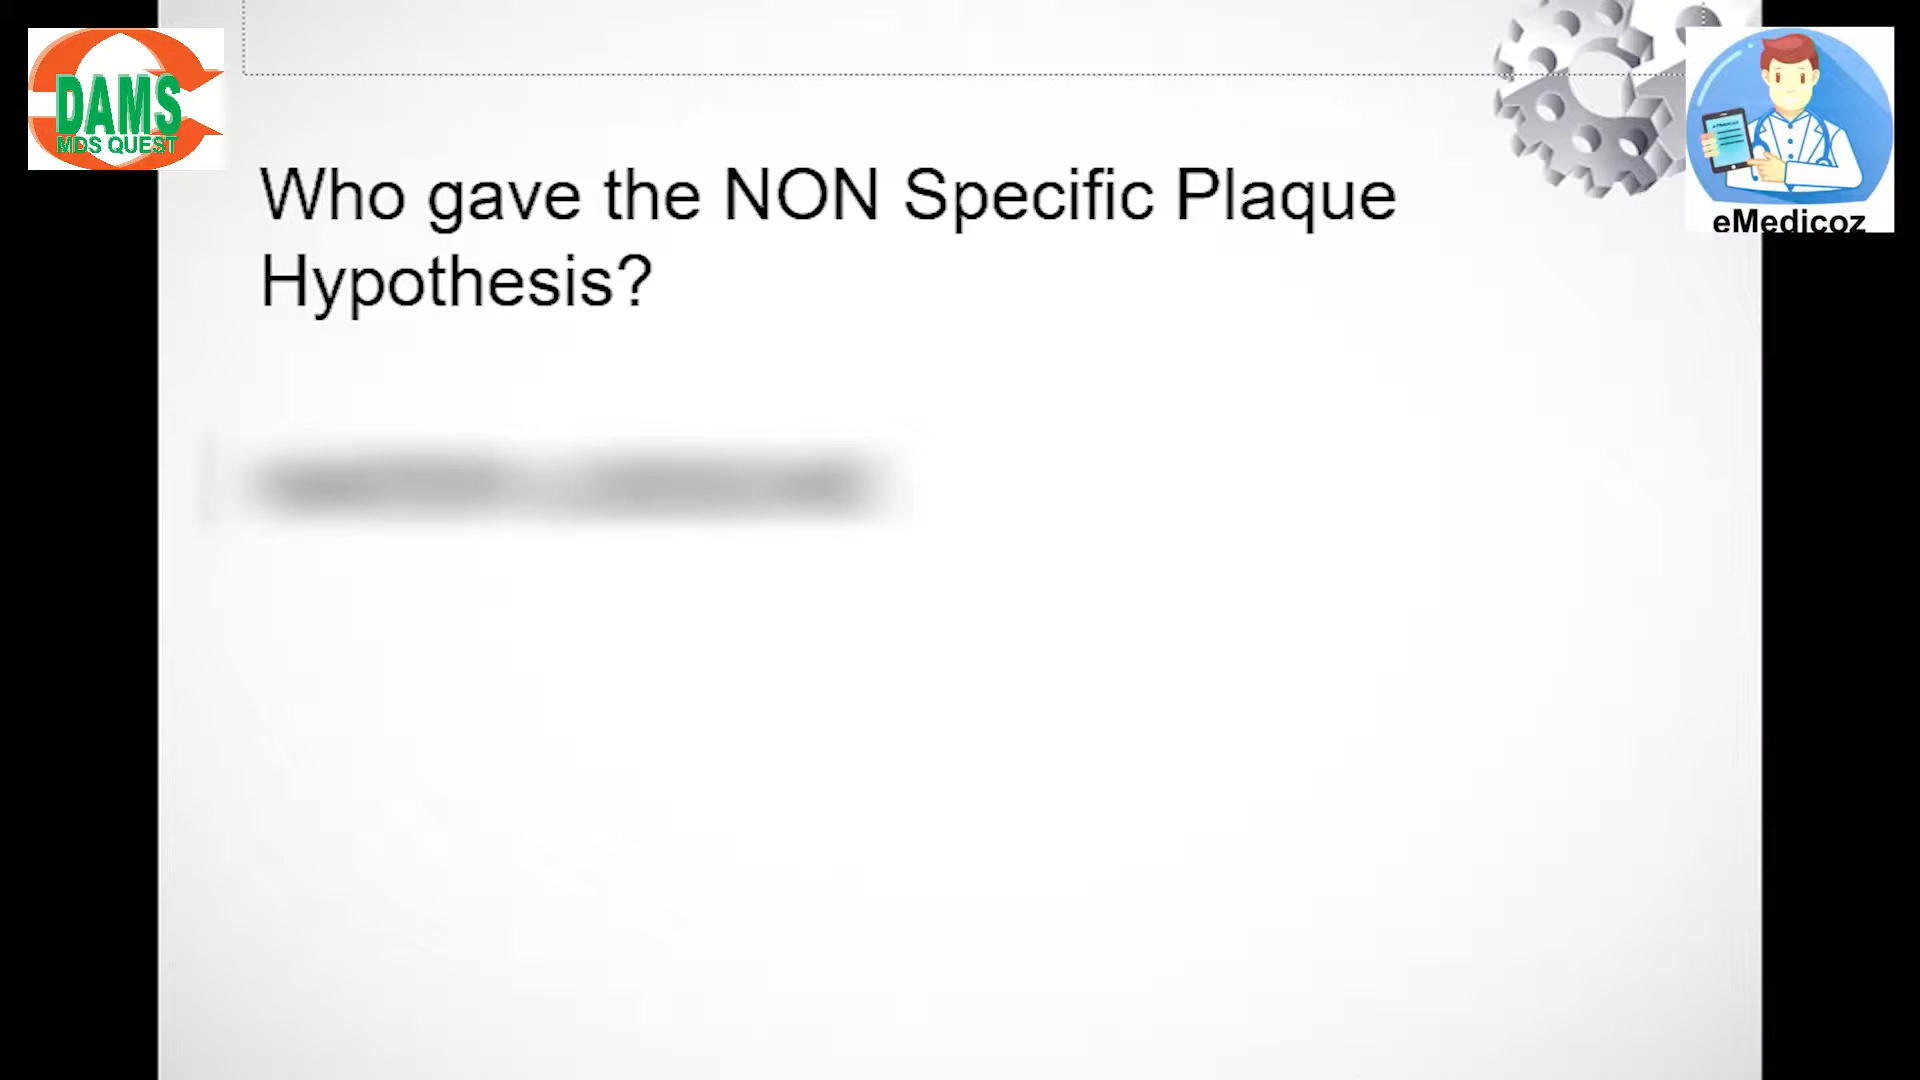 DAMS
MDS QUEST
Who gave the NON Specific Plaque
Hypothesis?
eMedicoz